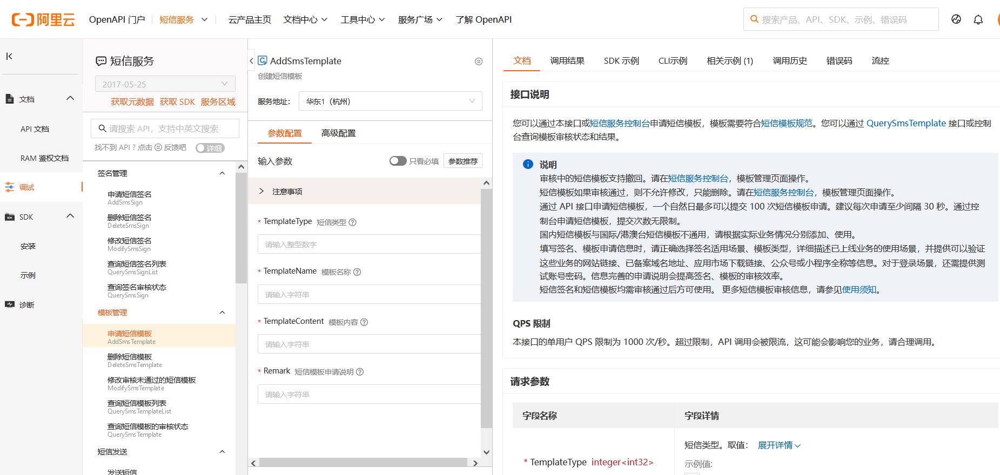 阿里云
OpenAPI 门户
短信服务
云产品主页
文档中心
工具中心
服务广场
了解 OpenAPI
搜索产品、API、SDK、示例、错误码
文档
API 文档
RAM 鉴权文档
调试
SDK
安装
示例
诊断
短信服务
2017-05-25
获取元数据 获取 SDK 服务区域
请搜索 API，支持中英文搜索
找不到 API ? 点击 反馈吧
详细
签名管理
申请短信签名
AddSmsSign
删除短信签名
DeleteSmsSign
修改短信签名
ModifySmsSign
查询短信签名列表
QuerySmsSignList
查询签名审核状态
QuerySmsSign
模板管理
申请短信模板
AddSmsTemplate
删除短信模板
DeleteSmsTemplate
修改审核未通过的短信模板
ModifySmsTemplate
查询短信模板列表
QuerySmsTemplateList
查询短信模板的审核状态
QuerySmsTemplate
短信发送
发送短信
AddSmsTemplate
创建短信模板
服务地址：
华东1（杭州）
参数配置
高级配置
输入参数
只看必填
参数推荐
注意事项
* TemplateType 短信类型
请输入整型数字
* TemplateName 模板名称
请输入字符串
* TemplateContent 模板内容
请输入字符串
* Remark 短信模板申请说明
请输入字符串
文档
调用结果
SDK 示例
CLI示例
相关示例 (1)
调用历史
错误码
流控
接口说明
您可以通过本接口或短信服务控制台申请短信模板，模板需要符合短信模板规范。您可以通过 QuerySmsTemplate 接口或控制
台查询模板审核状态和结果。
说明
审核中的短信模板支持撤回。请在短信服务控制台，模板管理页面操作。
短信模板如果审核通过，则不允许修改，只能删除。请在短信服务控制台，模板管理页面操作。
通过 API 接口申请短信模板，一个自然日最多可以提交 100 次短信模板申请。建议每次申请至少间隔 30 秒。通过控
制台申请短信模板，提交次数无限制。
国内短信模板与国际/港澳台短信模板不通用，请根据实际业务情况分别添加、使用。
填写签名、模板申请信息时，请正确选择签名适用场景、模板类型，详细描述已上线业务的使用场景，并提供可以验证
这些业务的网站链接、已备案域名地址、应用市场下载链接、公众号或小程序全称等信息。对于登录场景，还需提供测
试账号密码。信息完善的申请说明会提高签名、模板的审核效率。
短信签名和短信模板均需审核通过后方可使用。 更多短信模板审核信息，请参见使用须知。
QPS 限制
本接口的单用户 QPS 限制为 1000 次/秒。超过限制，API 调用会被限流，这可能会影响您的业务，请合理调用。
请求参数
字段名称
字段详情
* TemplateType integer<int32>
短信类型。取值： 展开详情
示例值: